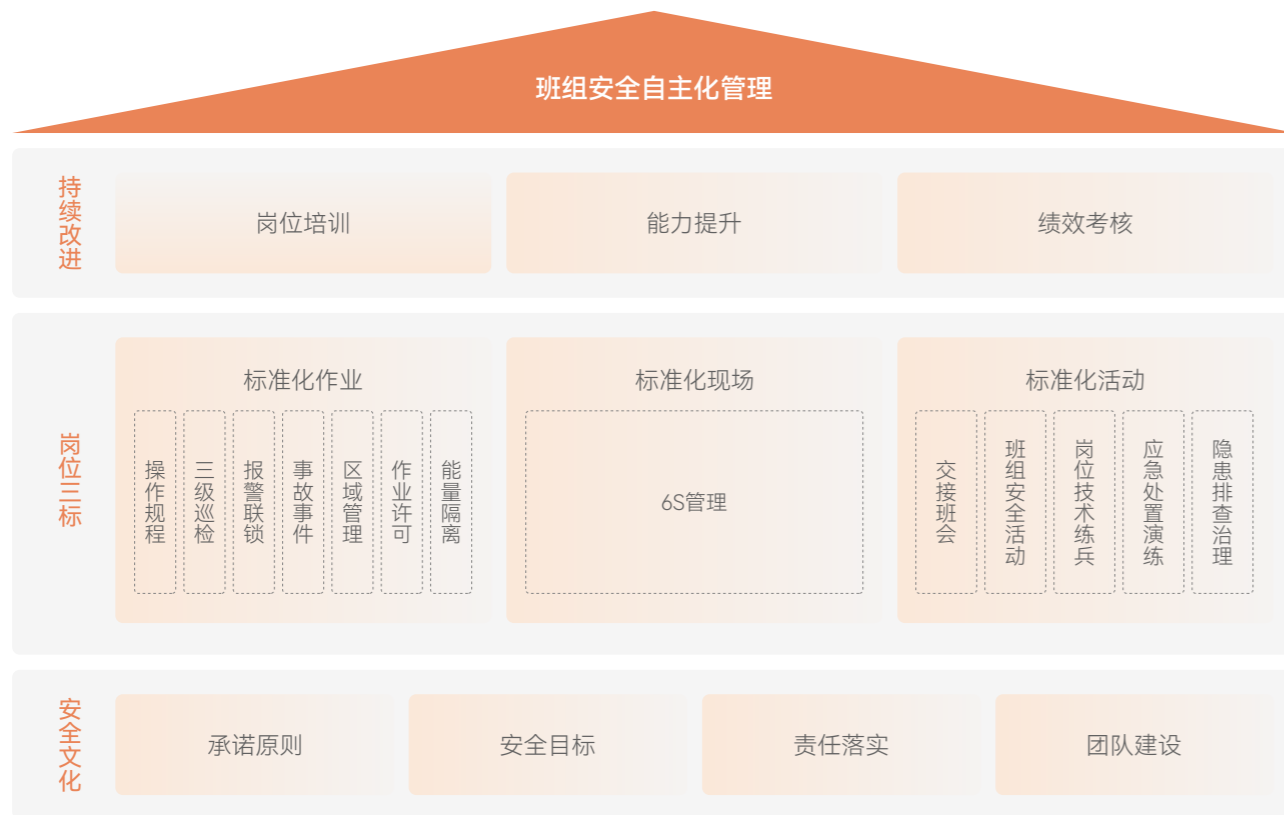 班组安全自主化管理
持续改进
岗位培训
能力提升
绩效考核
岗位三标
标准化作业
操作规程
三级巡检
报警联锁
事故事件
区域管理
作业许可
能量隔离
标准化现场
6S管理
标准化活动
交接班会
班组安全活动
岗位技术练兵
应急处置演练
隐患排查治理
安全文化
承诺原则
安全目标
责任落实
团队建设